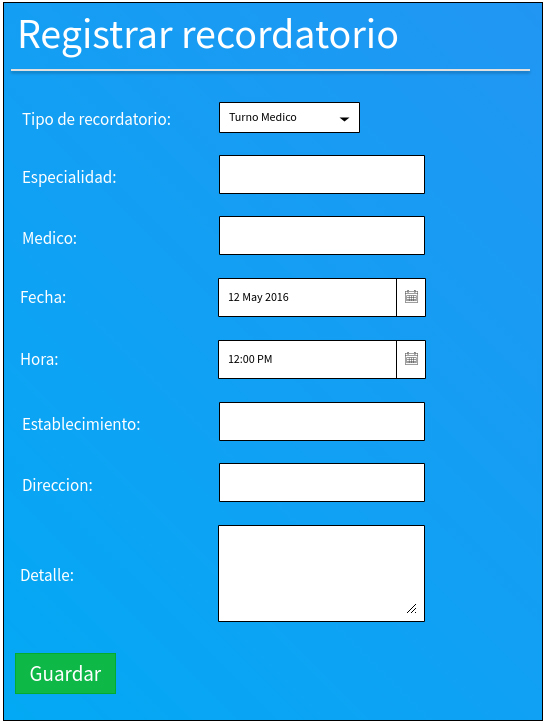 Registrar recordatorio
Tipo de recordatorio: Turno Medico
Especialidad:
Medico:
Fecha: 12 May 2016
Hora: 12:00 PM
Establecimiento:
Direccion:
Detalle:
Guardar